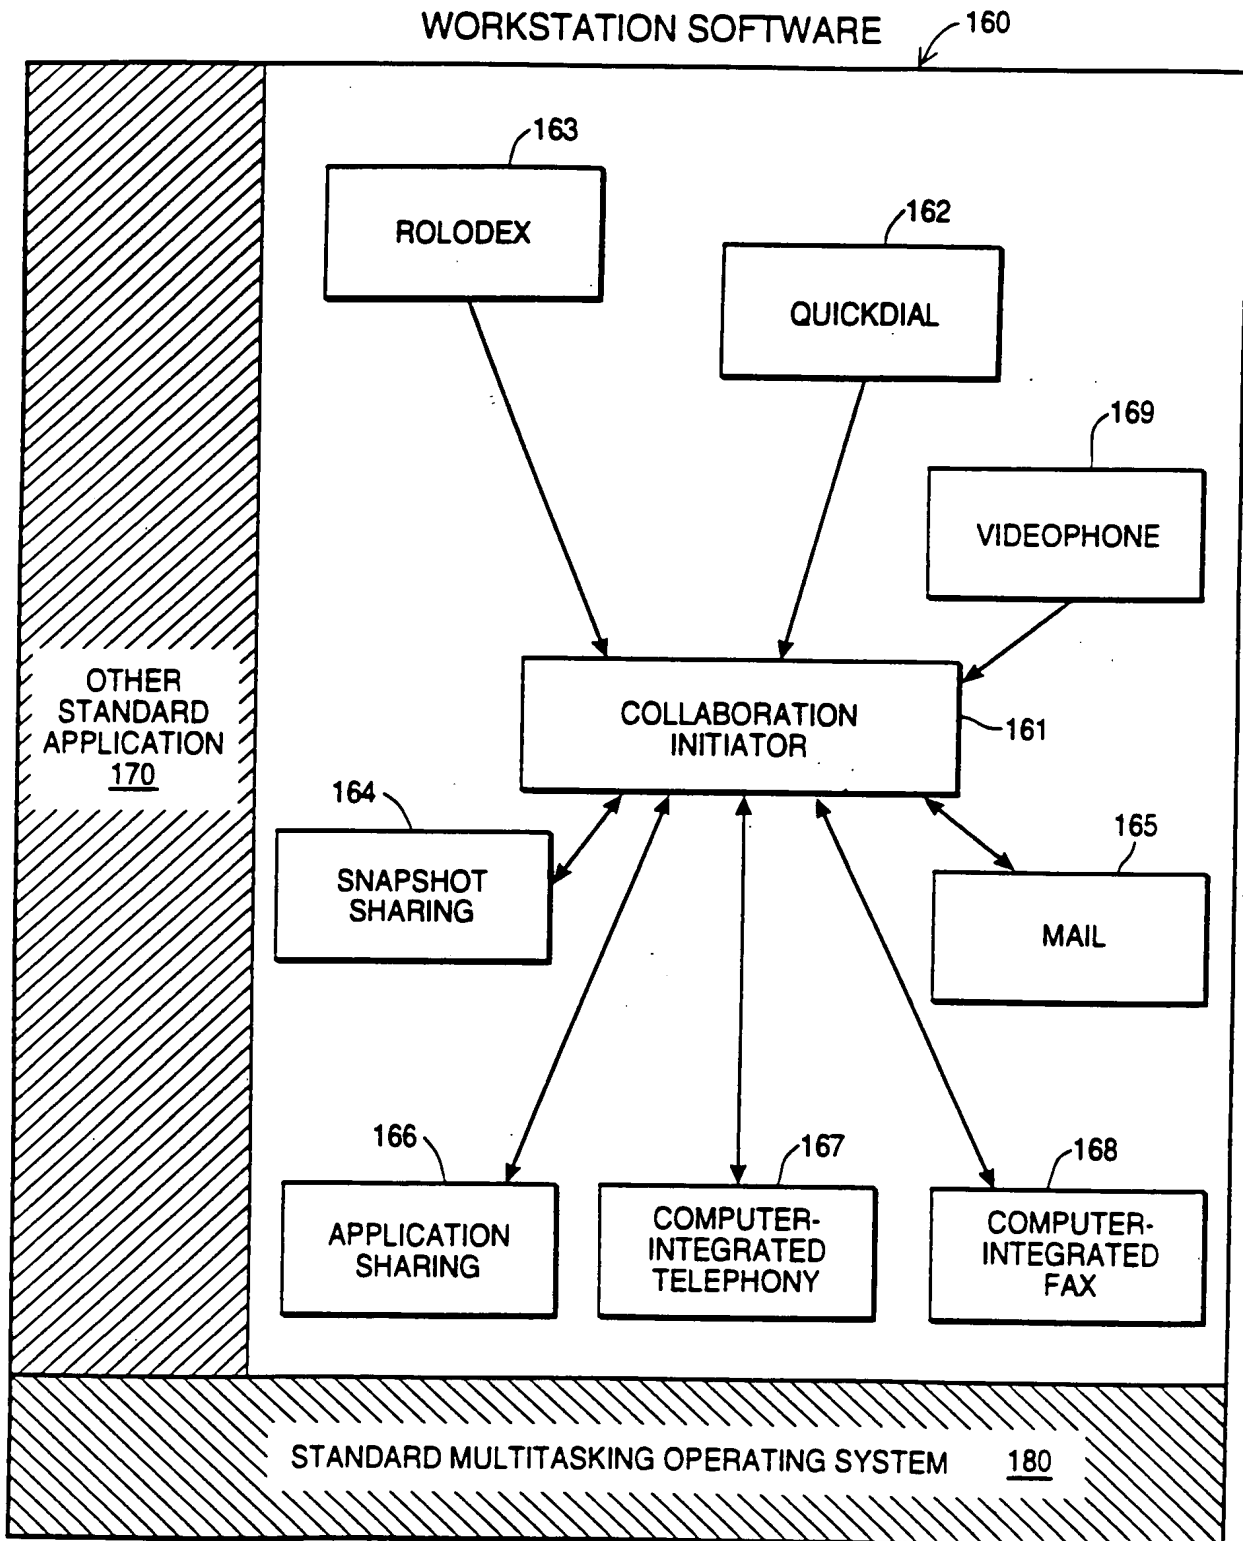 WORKSTATION SOFTWARE
160
163
ROLODEX
162
QUICKDIAL
169
VIDEOPHONE
COLLABORATION
INITIATOR
161
OTHER
STANDARD
APPLICATION
170
164
SNAPSHOT
SHARING
165
MAIL
166
APPLICATION
SHARING
167
COMPUTER-
INTEGRATED
TELEPHONY
168
COMPUTER-
INTEGRATED
FAX
STANDARD MULTITASKING OPERATING SYSTEM 180